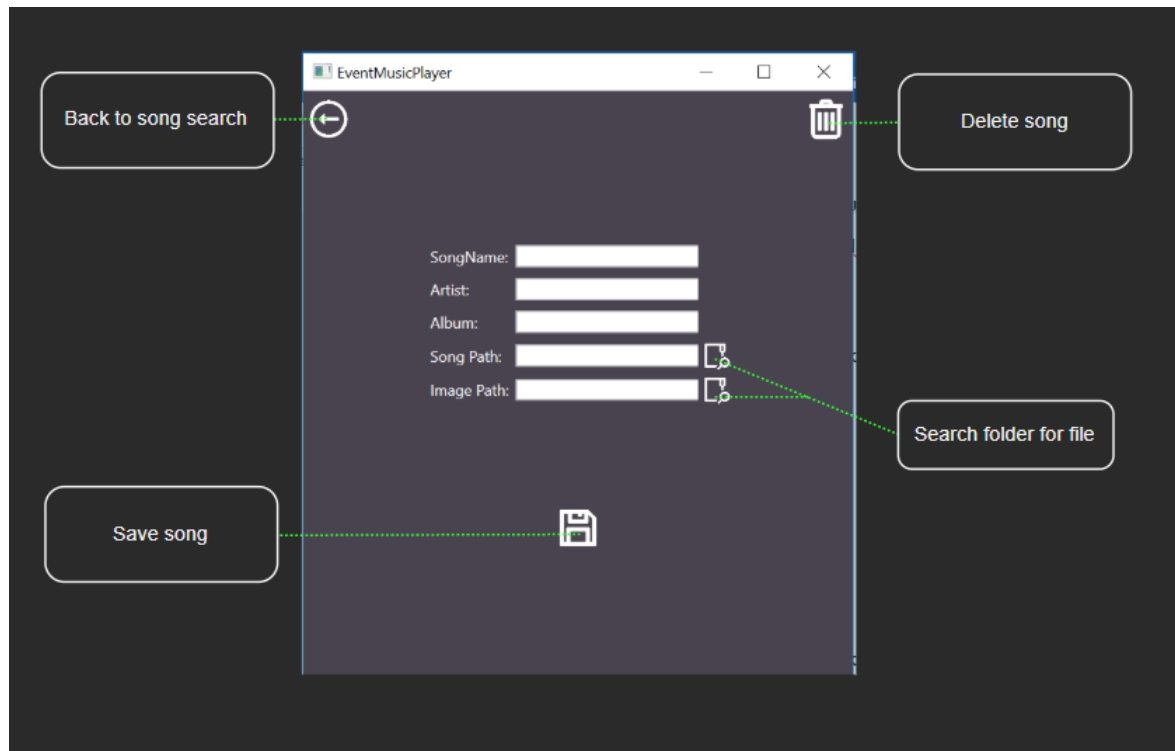 EventMusicPlayer
Back to song search
Delete song
SongName:
Artist:
Album:
Song Path:
Image Path:
Search folder for file
Save song